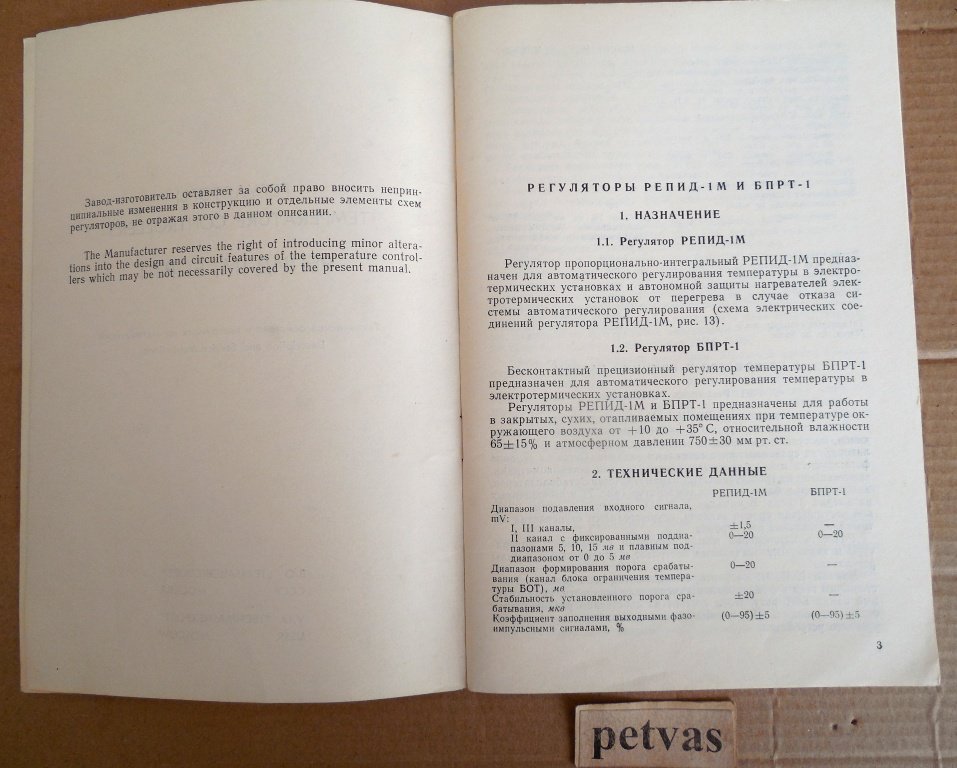 Завод-изготовитель оставляет за собой право вносить неприн-
ципиальные изменения в конструкцию и отдельные элементы схем
регуляторов, не отражая этого в данном описании.
The Manufacturer reserves the right of introducing minor altera-
tions into the design and circuit features of the temperature control-
lers which may be not necessarily covered by the present manual.
РЕГУЛЯТОРЫ РЕПИД-1М И БПРТ-1
1. НАЗНАЧЕНИЕ
1.1. Регулятор РЕПИД-1М
Регулятор пропорционально-интегральный РЕПИД-1М предназ-
начен для автоматического регулирования температуры в электро-
термических установках и автономной защиты нагревателей элек-
тротермических установок от перегрева в случае отказа си-
стемы автоматического регулирования (схема электрических сое-
динений регулятора РЕПИД-1М, рис. 13).
1.2. Регулятор БПРТ-1
Бесконтактный прецизионный регулятор температуры БПРТ-1
предназначен для автоматического регулирования температуры в
электротермических установках.
Регуляторы РЕПИД-1М и БПРТ-1 предназначены для работы
в закрытых, сухих, отапливаемых помещениях при температуре ок-
ружающего воздуха от +10 до +35° С, относительной влажности
65±15% и атмосферном давлении 750±30 мм рт. ст.
2. ТЕХНИЧЕСКИЕ ДАННЫЕ
РЕПИД-1М БПРТ-1
Диапазон подавления входного сигнала,
mV:
I, III каналы, ±1,5 —
II канал с фиксированными поддиа- 0—20 0—20
пазонами 5, 10, 15 мв и плавным под-
диапазоном от 0 до 5 мв
Диапазон формирования порога срабаты- 0—20 —
вания (канал блока ограничения темпера-
туры БОТ), мв
Стабильность установленного порога сра- ±20 —
батывания, мкв
Коэффициент заполнения выходными фазо- (0—95)±5 (0—95)±5
импульсными сигналами, %
3
petvas